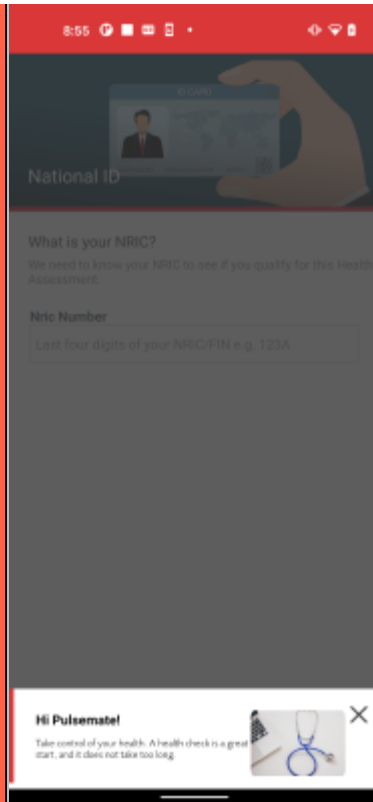 8:55
ID CARD
National ID
What is your NRIC?
We need to know your NRIC to see if you qualify for this Health
Assessment.
Nric Number
Last four digits of your NRIC/FIN e.g. 123A
Hi Pulsemate!
Take control of your health. A health check is a great
start, and it does not take too long.